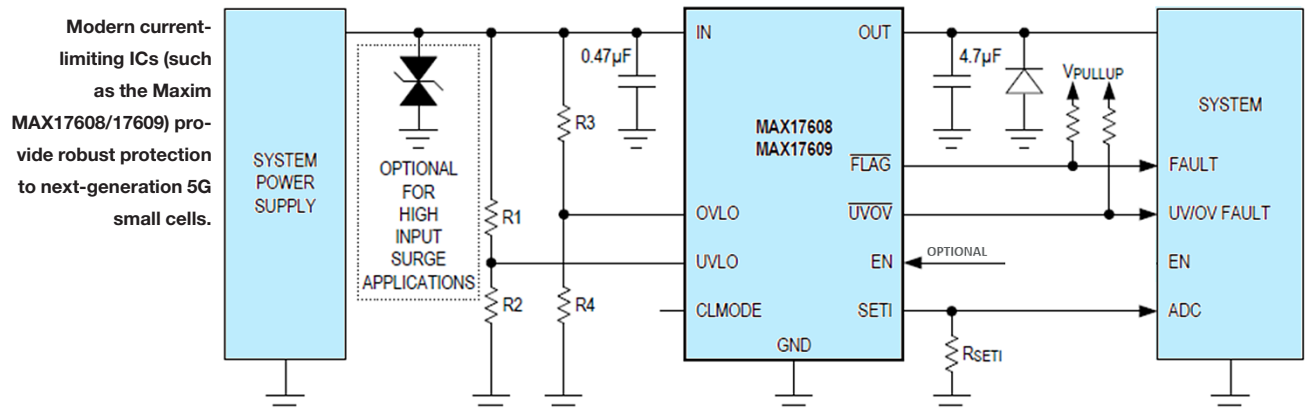 Modern current-
limiting ICs (such
as the Maxim
MAX17608/17609) pro-
vide robust protection
to next-generation 5G
small cells.
SYSTEM
POWER
SUPPLY
OPTIONAL
FOR
HIGH
INPUT
SURGE
APPLICATIONS
R1
R2
R3
R4
0.47µF
IN
OUT
MAX17608
MAX17609
FLAG
OVLO
UVOV
UVLO
EN
CLMODE
SETI
GND
4.7µF
VPULLUP
OPTIONAL
RSETI
SYSTEM
FAULT
UV/OV FAULT
EN
ADC